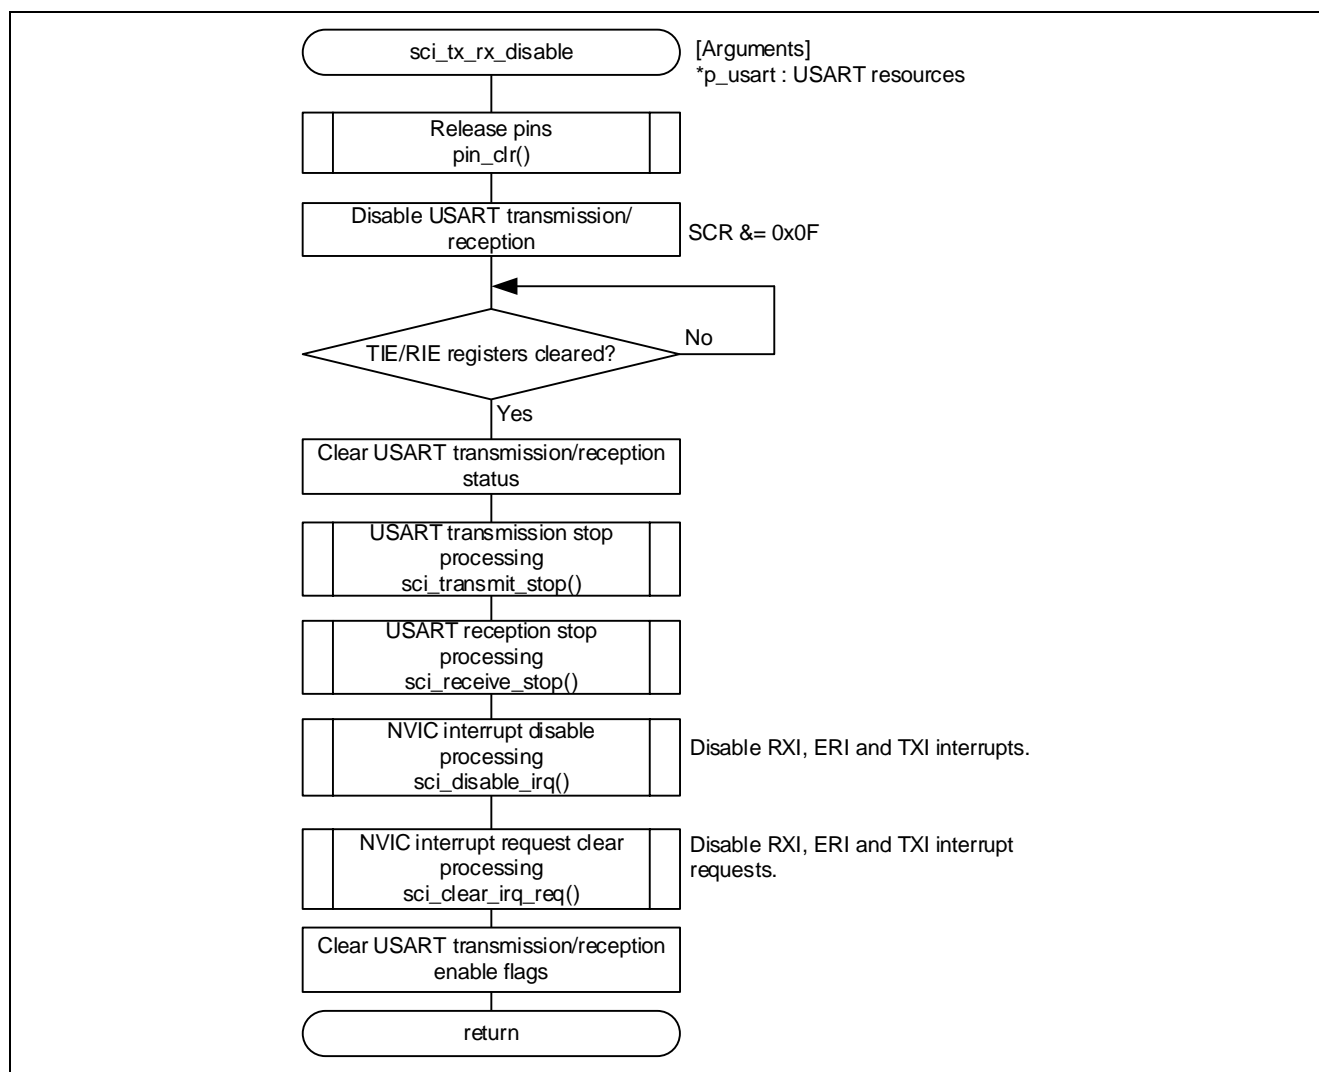 sci_tx_rx_disable
[Arguments]
*p_usart : USART resources
Release pins
pin_clr()
Disable USART transmission/
reception
SCR &= 0x0F
No
TIE/RIE registers cleared?
Yes
Clear USART transmission/reception
status
USART transmission stop
processing
sci_transmit_stop()
USART reception stop
processing
sci_receive_stop()
NVIC interrupt disable
processing
sci_disable_irq()
Disable RXI, ERI and TXI interrupts.
NVIC interrupt request clear
processing
sci_clear_irq_req()
Disable RXI, ERI and TXI interrupt
requests.
Clear USART transmission/reception
enable flags
return